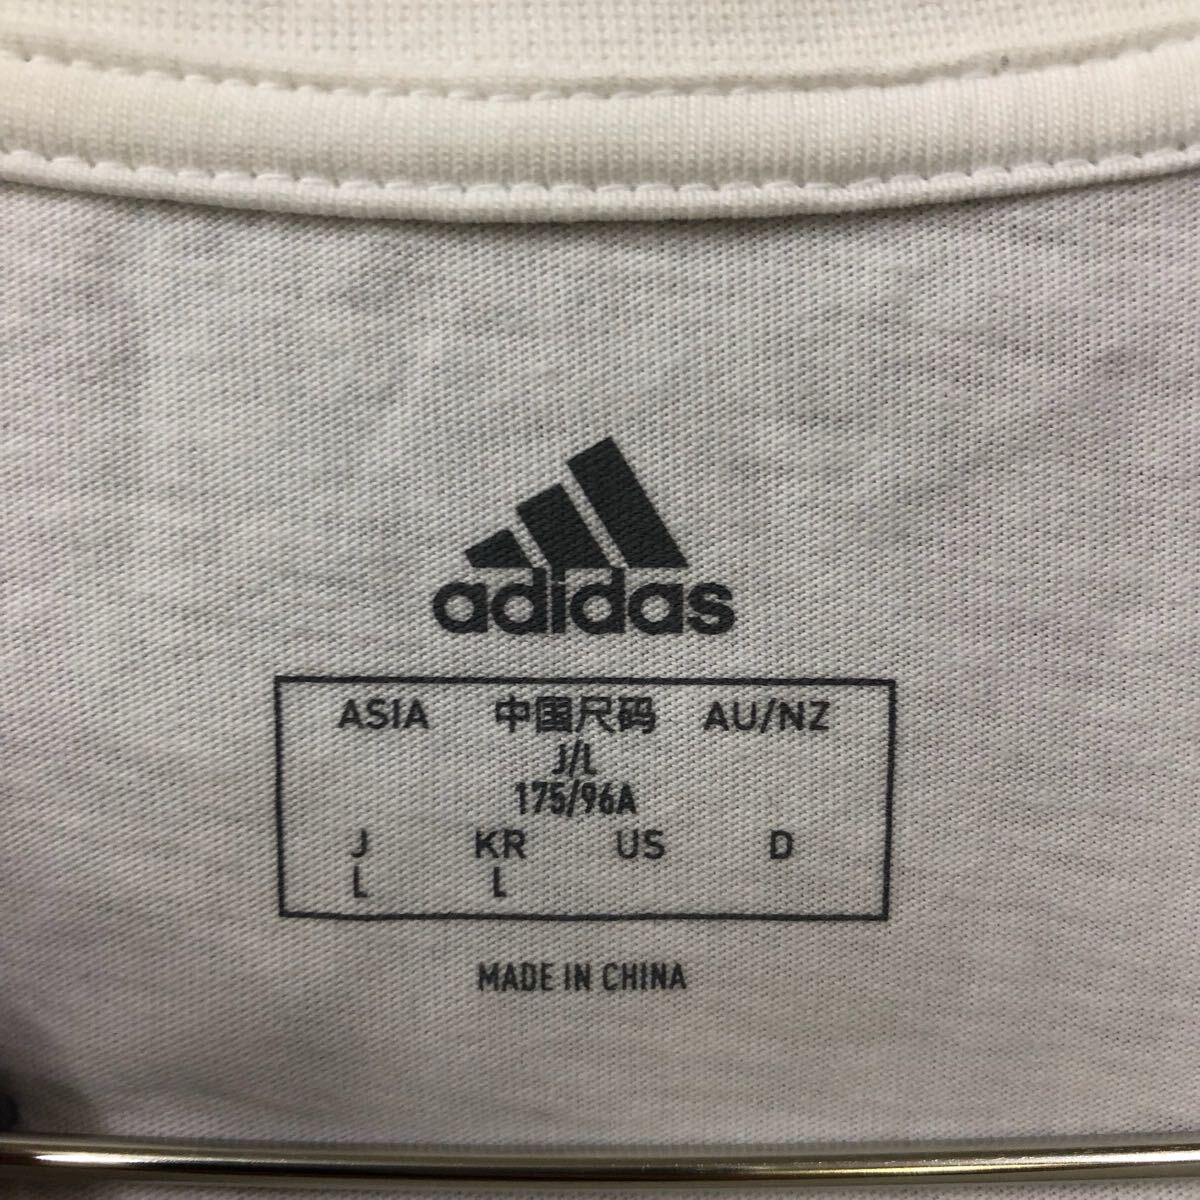 adidas
ASIA 中国尺码 AU/NZ
J/L
175/96A
J KR US D
L L
MADE IN CHINA